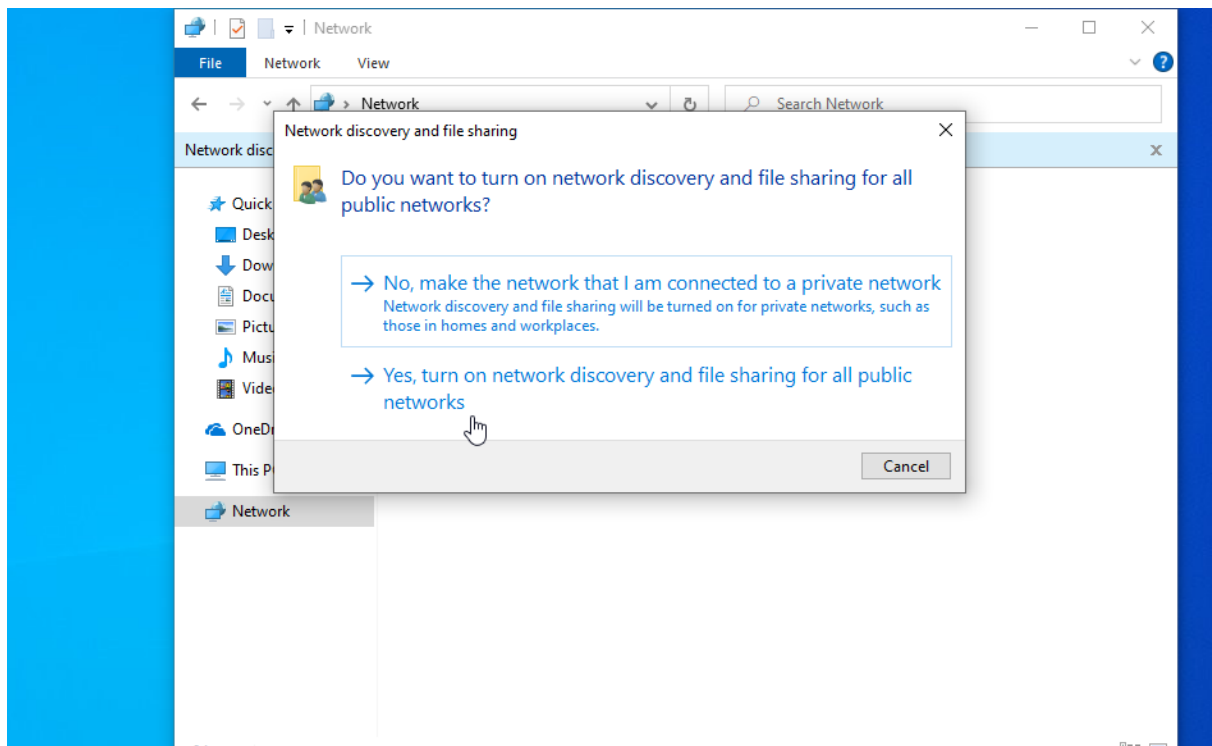 Network
File Network View
Network
Search Network
Network discovery and file sharing
Network disc
Do you want to turn on network discovery and file sharing for all
public networks?
Quick
Desk
Dow
No, make the network that I am connected to a private network
Docu
Network discovery and file sharing will be turned on for private networks, such as
those in homes and workplaces.
Pictu
Musi
Yes, turn on network discovery and file sharing for all public
networks
Vide
OneDr
This P
Cancel
Network